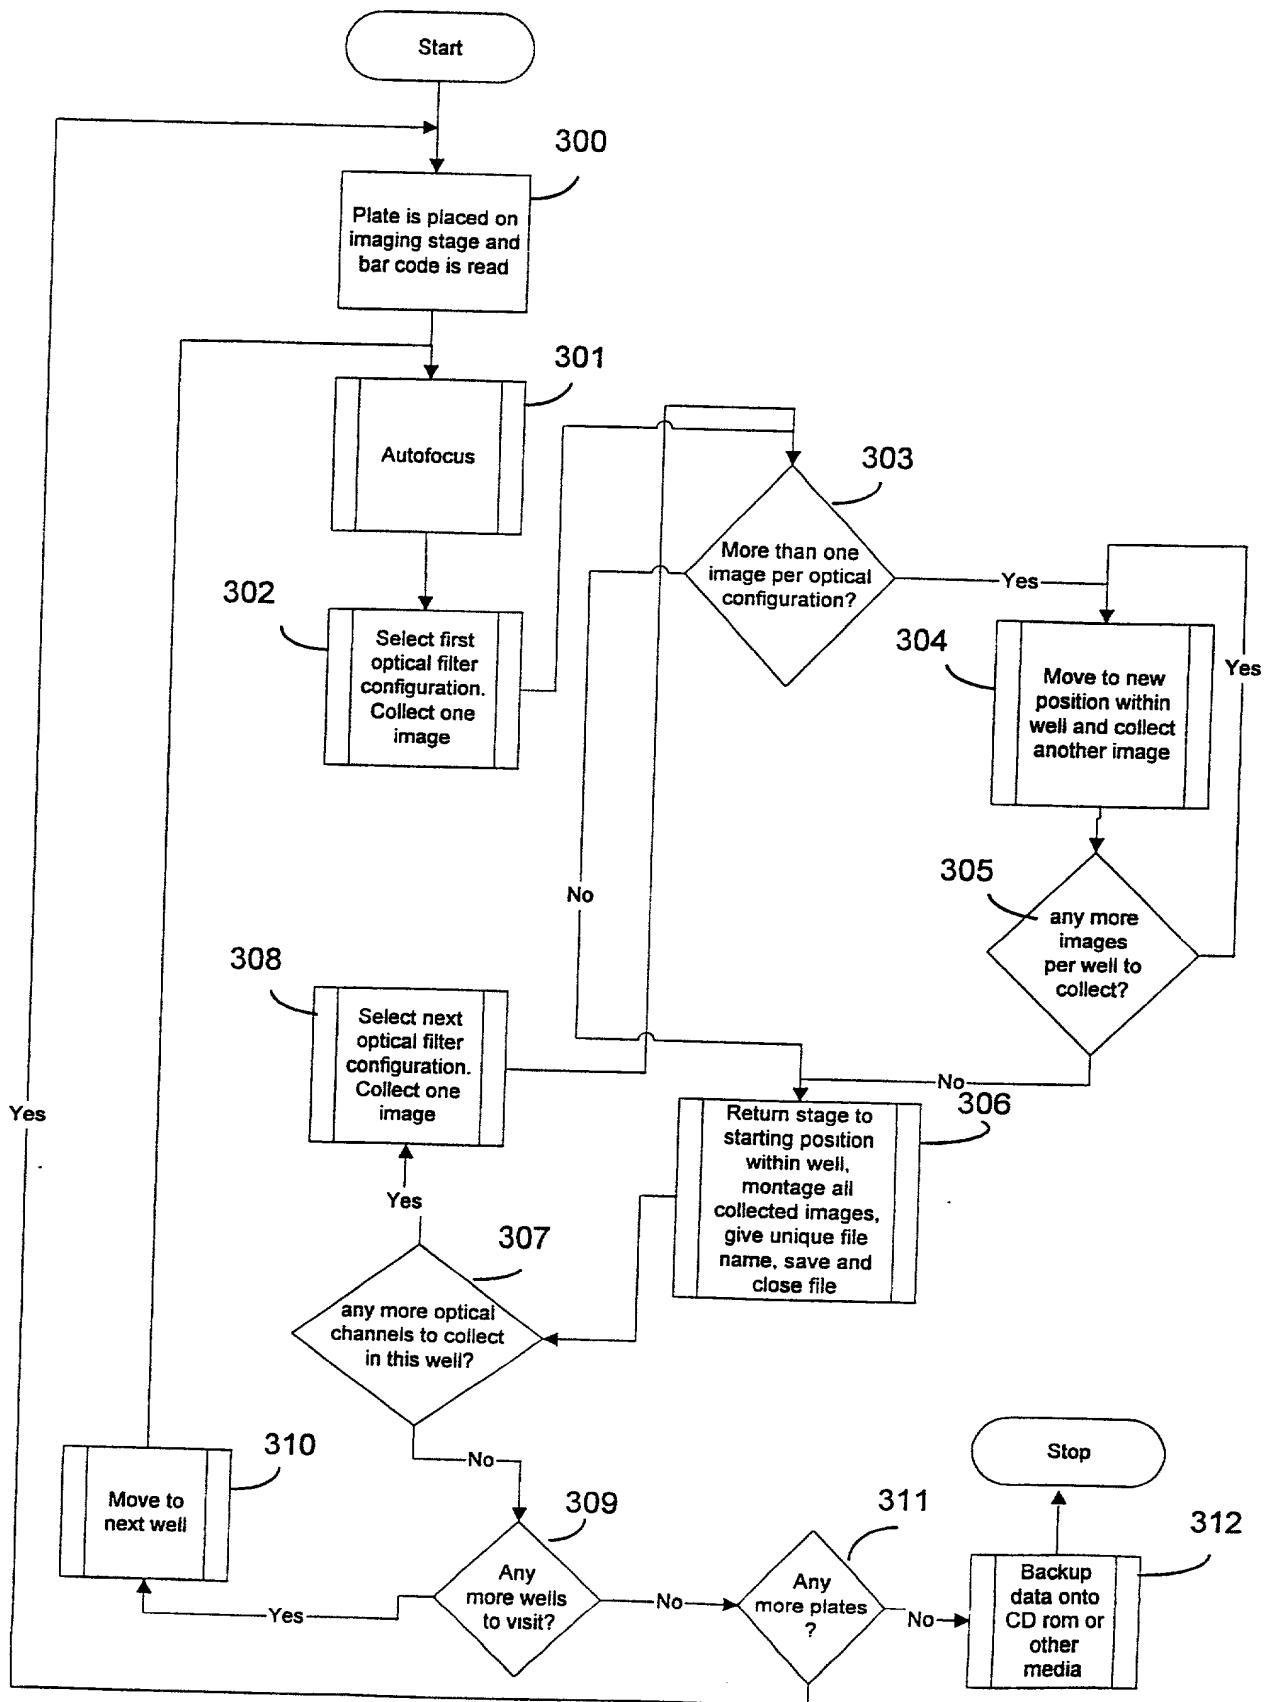 Start
300
Plate is placed on
imaging stage and
bar code is read
301
Autofocus
302
Select first
optical filter
configuration.
Collect one
image
303
More than one
image per optical
configuration?
Yes
No
304
Move to new
position within
well and collect
another image
Yes
305
any more
images
per well to
collect?
No
306
Return stage to
starting position
within well,
montage all
collected images,
give unique file
name, save and
close file
308
Select next
optical filter
configuration.
Collect one
image
Yes
307
any more optical
channels to collect
in this well?
No
310
Move to
next well
309
Any
more wells
to visit?
Yes
No
311
Any
more plates
?
No
Yes
312
Backup
data onto
CD rom or
other
media
Stop